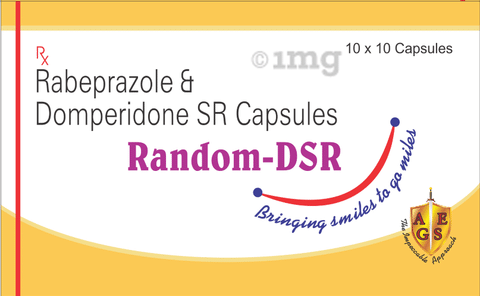 ©1mg
Rx
10 x 10 Capsules
Rabeprazole &
Domperidone SR Capsules
Random-DSR
Bringing smiles to go miles
A E
G S
The Impeccable Approach